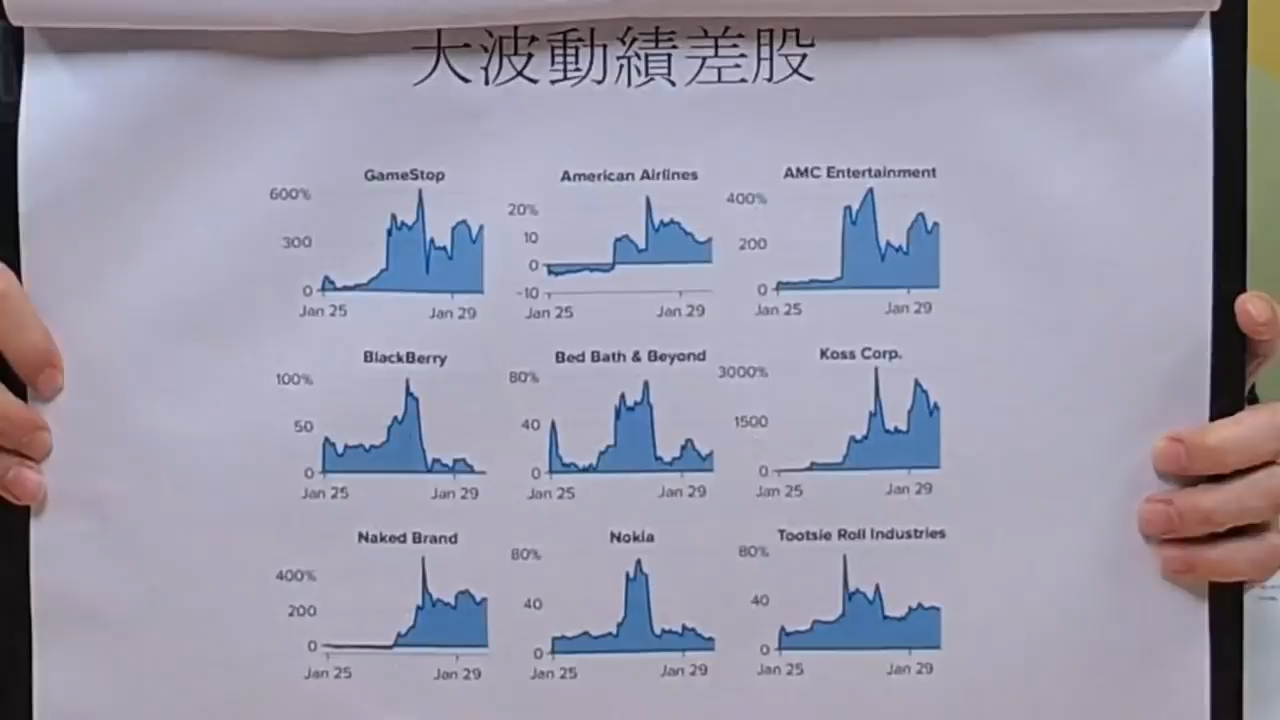 大波動績差股
GameStop
600%
300
0
Jan 25
Jan 29
American Airlines
20%
10
0
-10
Jan 25
Jan 29
AMC Entertainment
400%
200
0
Jan 25
Jan 29
BlackBerry
100%
50
0
Jan 25
Jan 29
Bed Bath & Beyond
80%
40
0
Jan 25
Jan 29
Koss Corp.
3000%
1500
0
Jan 25
Jan 29
Naked Brand
400%
200
0
Jan 25
Jan 29
Nokia
80%
40
0
Jan 25
Jan 29
Tootsie Roll Industries
80%
40
0
Jan 25
Jan 29